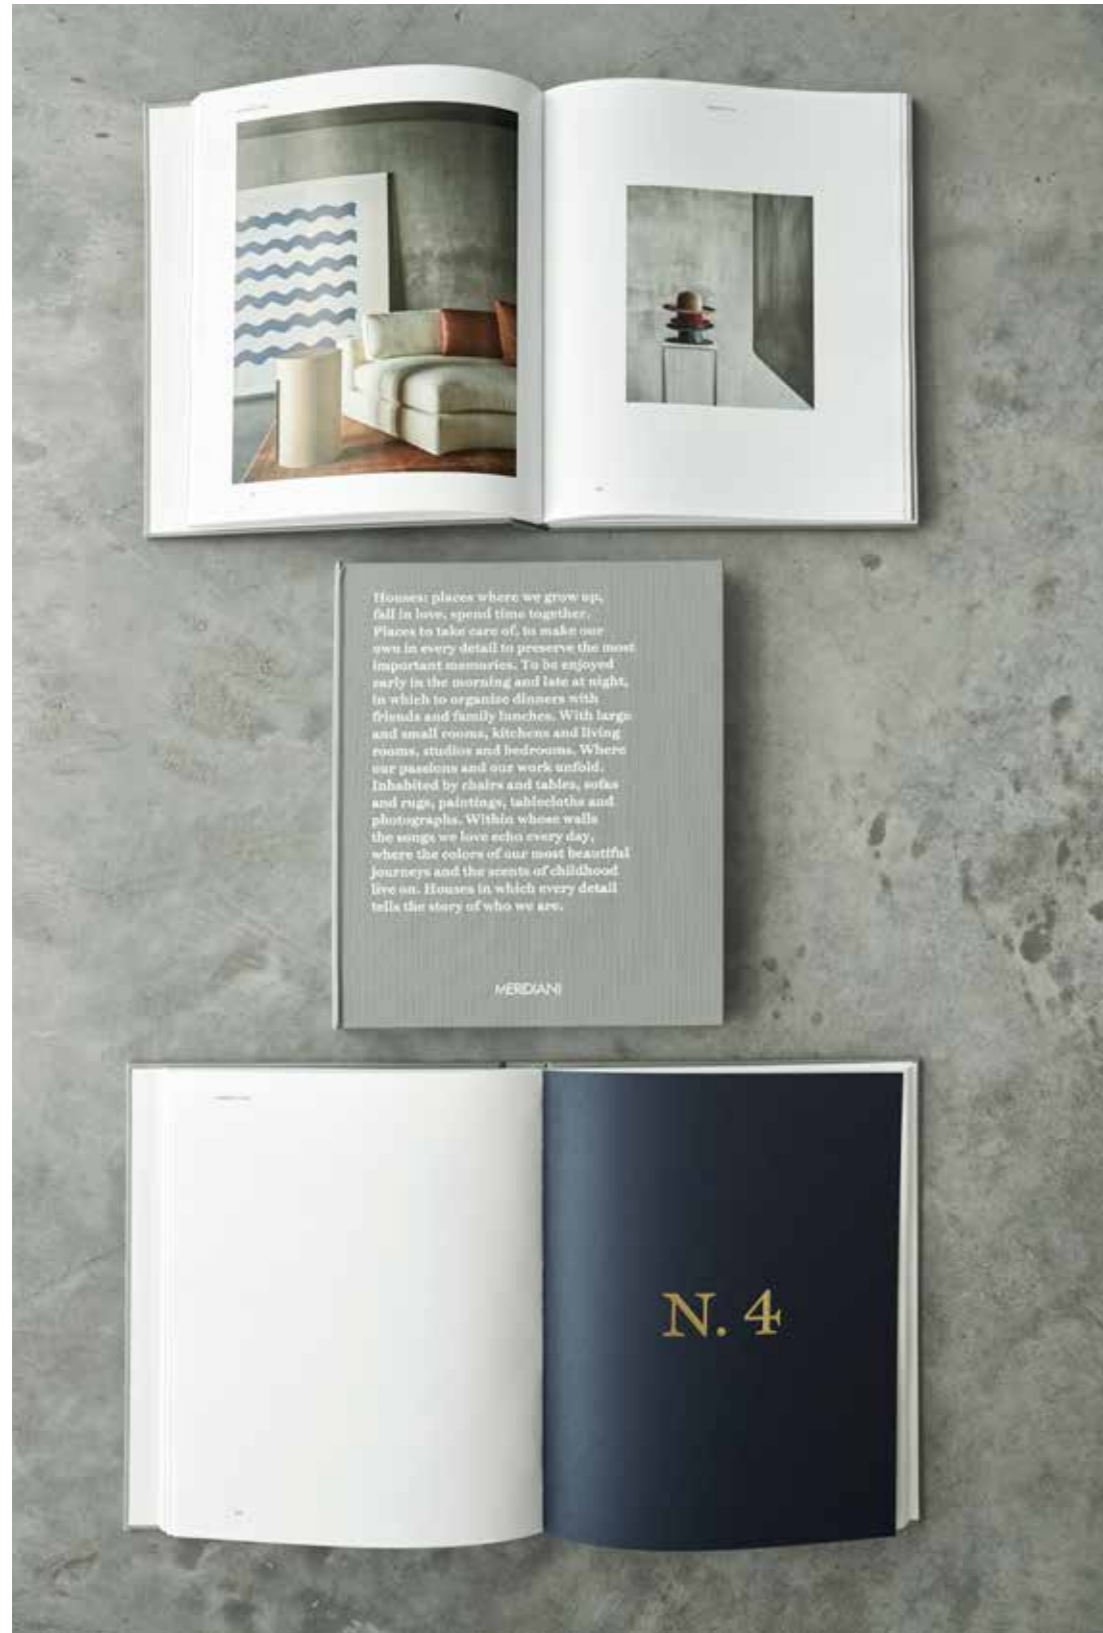 Houses: places where we grow up,
fall in love, spend time together.
Places to take care of, to make our
own in every detail to preserve the most
important memories. To be enjoyed
early in the morning and late at night,
in which to organize dinners with
friends and family lunches. With large
and small rooms, kitchens and living
rooms, studios and bedrooms. Where
our passions and our work unfold.
Inhabited by chairs and tables, sofas
and rugs, paintings, tablecloths and
photographs. Within whose walls
the songs we love echo every day,
where the colors of our most beautiful
journeys and the scents of childhood
live on. Houses in which every detail
tells the story of who we are.
MERIDIANI
N. 4